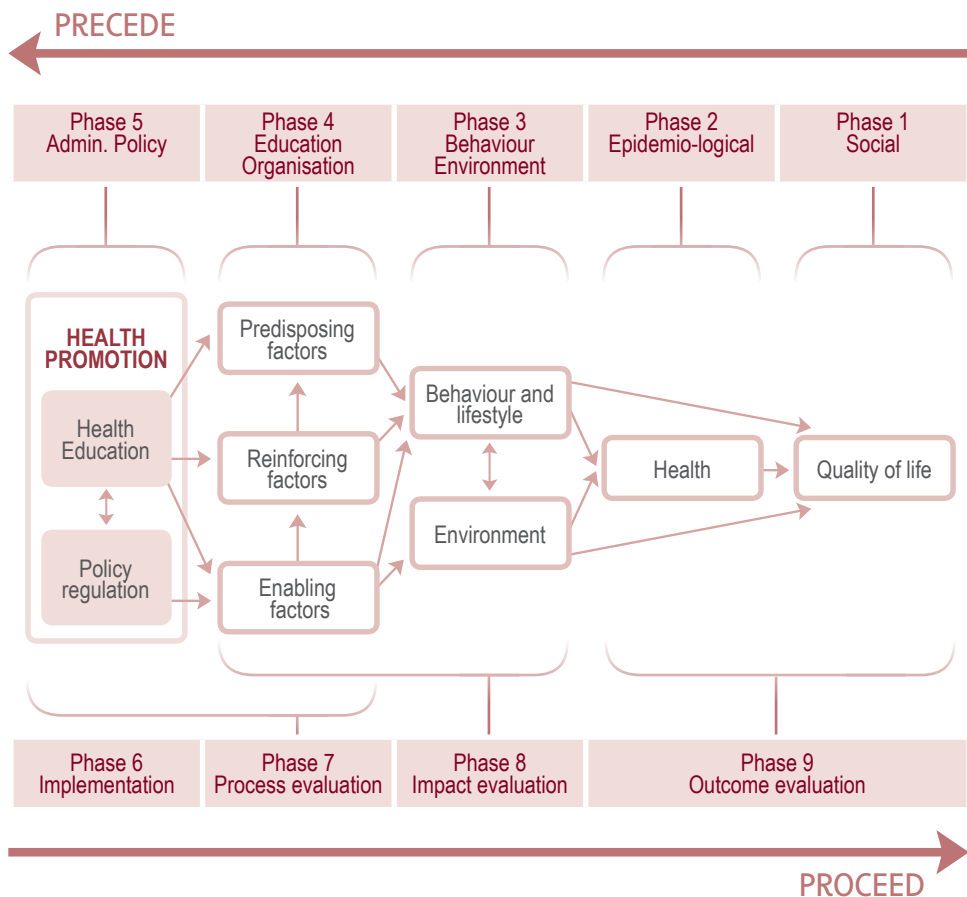 PRECEDE
Phase 5
Admin. Policy
Phase 4
Education
Organisation
Phase 3
Behaviour
Environment
Phase 2
Epidemio-logical
Phase 1
Social
HEALTH
PROMOTION
Health
Education
Policy
regulation
Predisposing
factors
Reinforcing
factors
Enabling
factors
Behaviour and
lifestyle
Environment
Health
Quality of life
Phase 6
Implementation
Phase 7
Process evaluation
Phase 8
Impact evaluation
Phase 9
Outcome evaluation
PROCEED